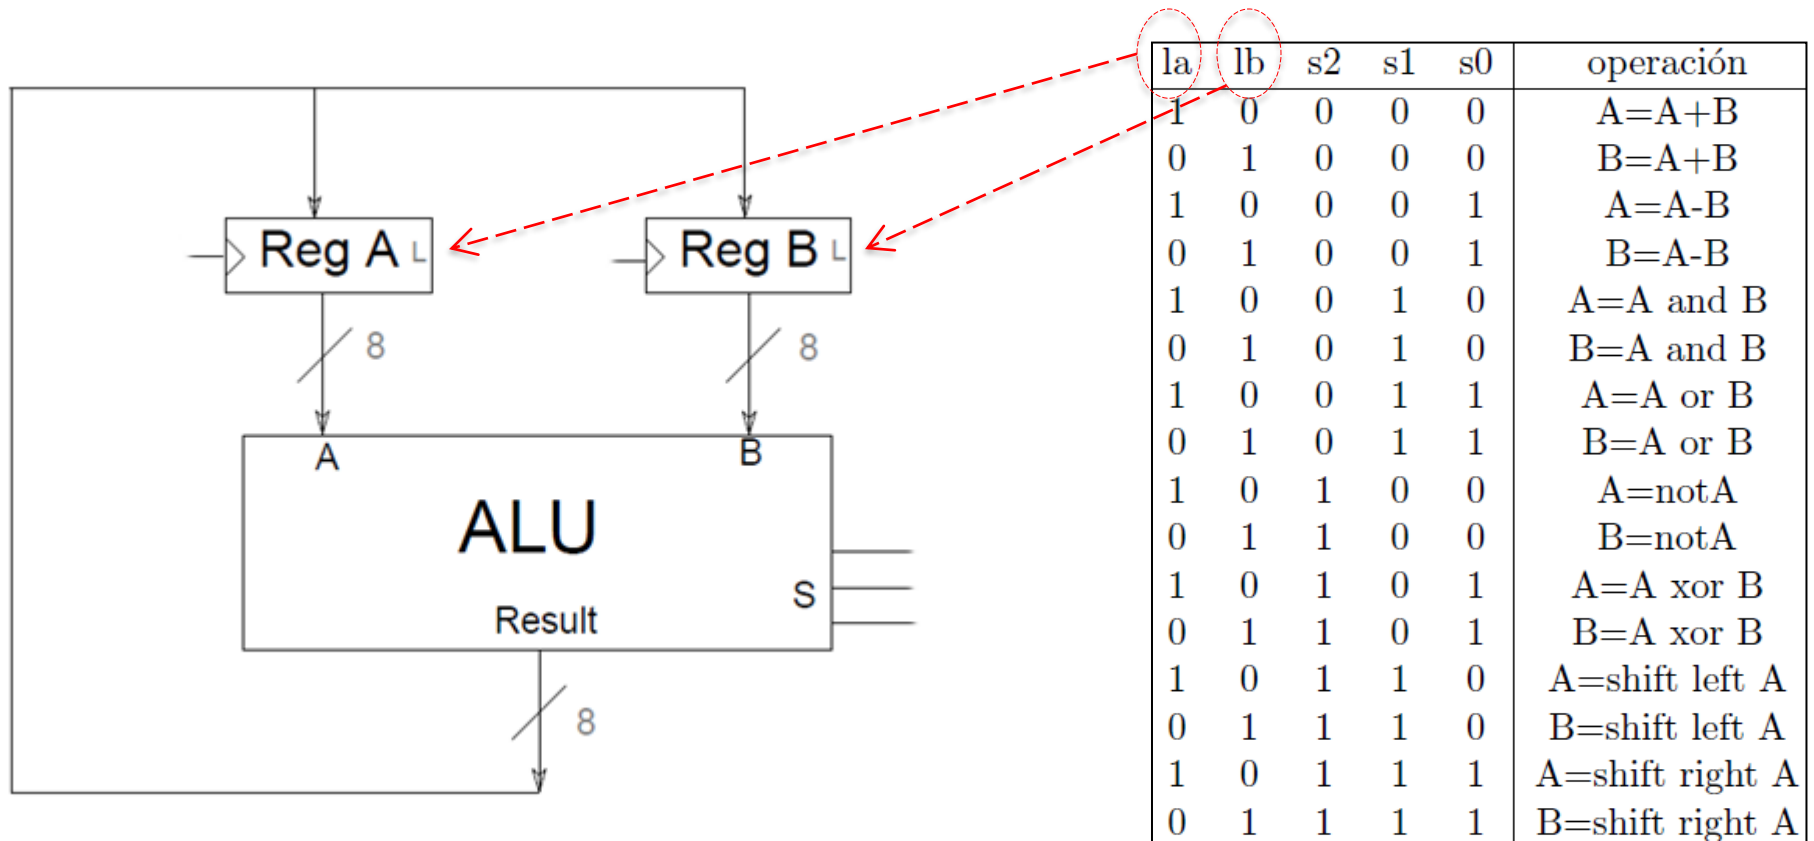 Reg A L
Reg B L
8
8
A
B
ALU
S
Result
8
la lb s2 s1 s0 operación
1 0 0 0 0 A=A+B
0 1 0 0 0 B=A+B
1 0 0 0 1 A=A-B
0 1 0 0 1 B=A-B
1 0 0 1 0 A=A and B
0 1 0 1 0 B=A and B
1 0 0 1 1 A=A or B
0 1 0 1 1 B=A or B
1 0 1 0 0 A=notA
0 1 1 0 0 B=notA
1 0 1 0 1 A=A xor B
0 1 1 0 1 B=A xor B
1 0 1 1 0 A=shift left A
0 1 1 1 0 B=shift left A
1 0 1 1 1 A=shift right A
0 1 1 1 1 B=shift right A